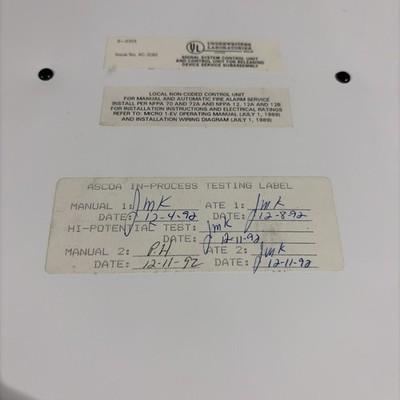 UNDERWRITERS
LABORATORIES
UL
Issue No.
SIGNAL SYSTEM CONTROL UNIT
AND CONTROL UNIT FOR RELEASING
DEVICE SERVICE SUBASSEMBLY
LOCAL NON-CODED CONTROL UNIT
FOR MANUAL AND AUTOMATIC FIRE ALARM SERVICE
INSTALL PER NFPA 70 AND 72A AND NFPA 12, 12A AND 12B
FOR INSTALLATION INSTRUCTIONS AND ELECTRICAL RATINGS
REFER TO: MICRO 1-EV OPERATING MANUAL (JULY 1, 1989)
AND INSTALLATION WIRING DIAGRAM (JULY 1, 1989)
ASCOA IN-PROCESS TESTING LABEL
MANUAL 1: JMK ATE 1: JMK
DATE: 12-4-92 DATE: 12-8-92
HI-POTENTIAL TEST: JMK
12-11-92
MANUAL 2: PH ATE 2: JMK
DATE: 12-11-92 DATE: 12-11-92